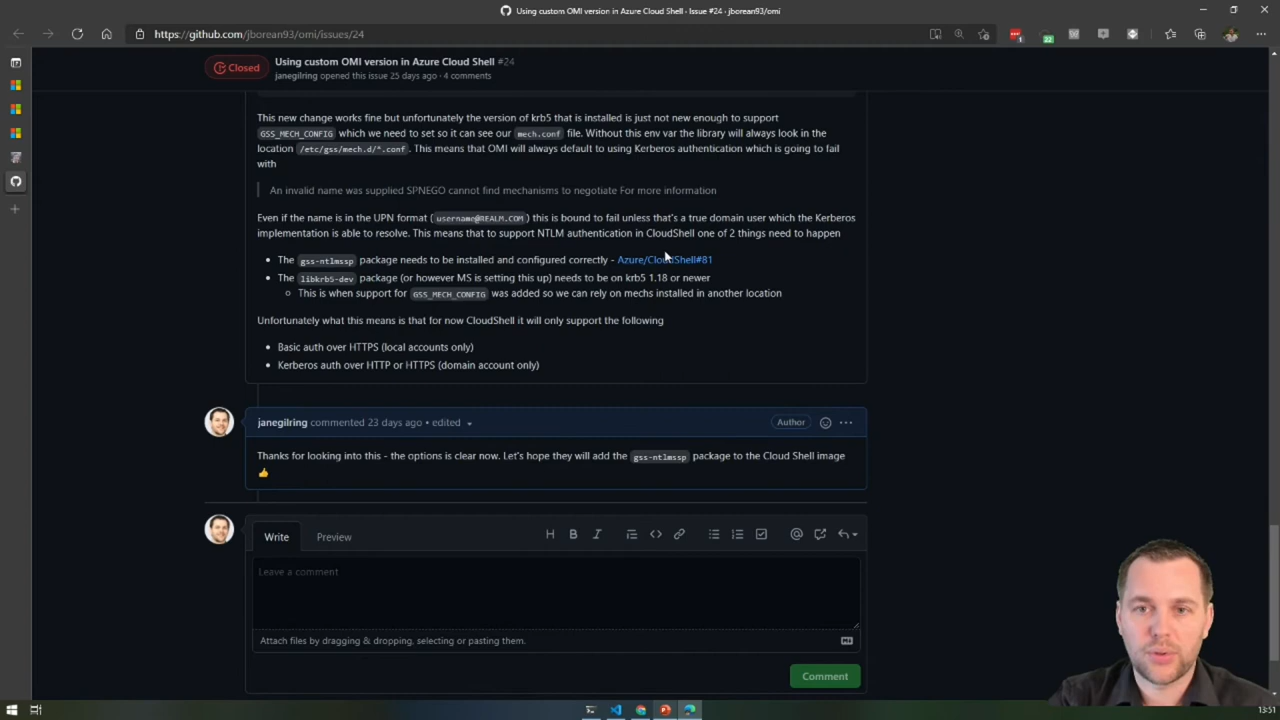 Using custom OMI version in Azure Cloud Shell · Issue #24 · jborean93/omi
https://github.com/jborean93/omi/issues/24
1
22
Closed
Using custom OMI version in Azure Cloud Shell #24
janegilring opened this issue 25 days ago · 4 comments
This new change works fine but unfortunately the version of krb5 that is installed is just not new enough to support
GSS_MECH_CONFIG which we need to set so it can see our mech.conf file. Without this env var the library will always look in the
location /etc/gss/mech.d/*.conf. This means that OMI will always default to using Kerberos authentication which is going to fail
with
An invalid name was supplied SPNEGO cannot find mechanisms to negotiate For more information
Even if the name is in the UPN format (username@REALM.COM) this is bound to fail unless that's a true domain user which the Kerberos
implementation is able to resolve. This means that to support NTLM authentication in CloudShell one of 2 things need to happen
• The gss-ntlmssp package needs to be installed and configured correctly - Azure/CloudShell#81
• The libkrb5-dev package (or however MS is setting this up) needs to be on krb5 1.18 or newer
○ This is when support for GSS_MECH_CONFIG was added so we can rely on mechs installed in another location
Unfortunately what this means is that for now CloudShell it will only support the following
• Basic auth over HTTPS (local accounts only)
• Kerberos auth over HTTP or HTTPS (domain account only)
janegilring commented 23 days ago • edited
Author
Thanks for looking into this - the options is clear now. Let's hope they will add the gss-ntlmssp package to the Cloud Shell image
👍
Write
Preview
Leave a comment
Attach files by dragging & dropping, selecting or pasting them.
Comment
13:51